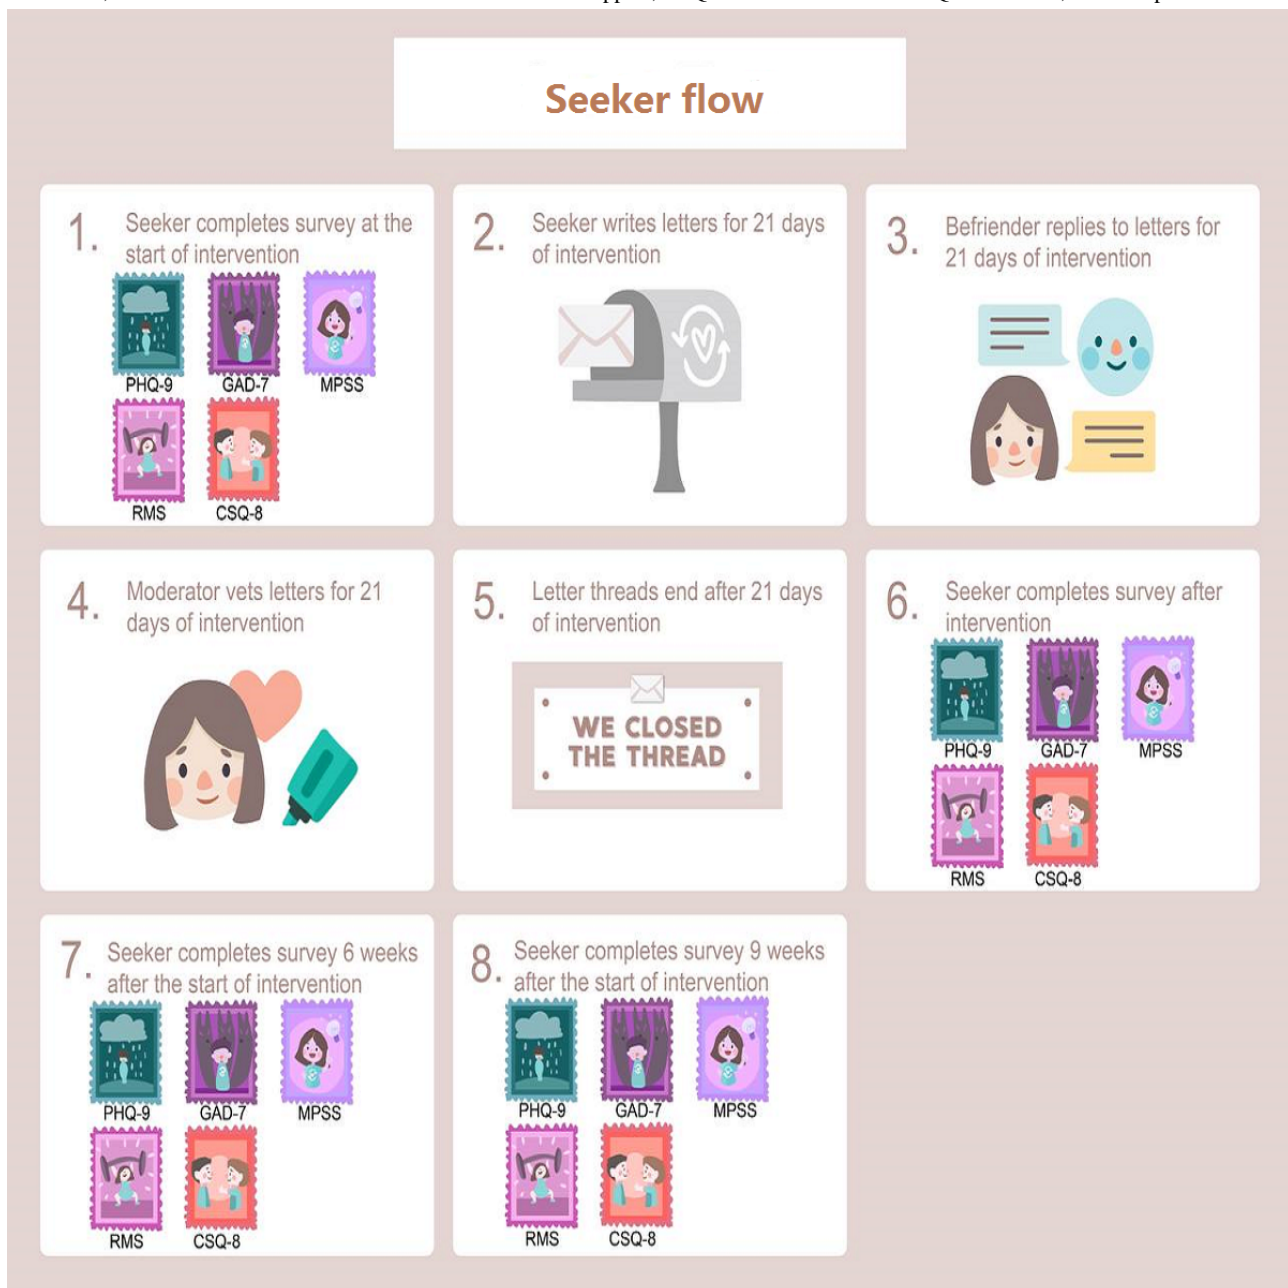 Seeker flow
1. Seeker completes survey at the
start of intervention
PHQ-9 GAD-7 MPSS
RMS CSQ-8
2. Seeker writes letters for 21 days
of intervention
3. Befriender replies to letters for
21 days of intervention
4. Moderator vets letters for 21
days of intervention
5. Letter threads end after 21 days
of intervention
WE CLOSED
THE THREAD
6. Seeker completes survey after
intervention
PHQ-9 GAD-7 MPSS
RMS CSQ-8
7. Seeker completes survey 6 weeks
after the start of intervention
PHQ-9 GAD-7 MPSS
RMS CSQ-8
8. Seeker completes survey 9 weeks
after the start of intervention
PHQ-9 GAD-7 MPSS
RMS CSQ-8